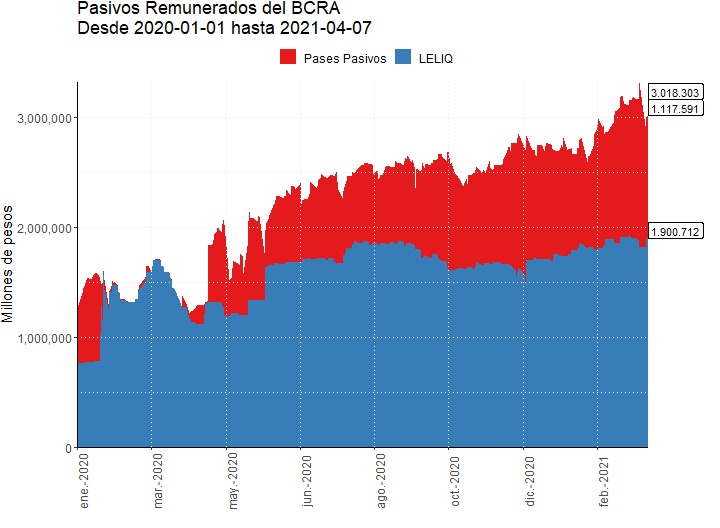 Pasivos Remunerados del BCRA
Desde 2020-01-01 hasta 2021-04-07
Pases Pasivos
LELIQ
Millones de pesos
3,000,000
2,000,000
1,000,000
0
3.018.303
1.117.591
1.900.712
ene.-2020
mar.-2020
may.-2020
jun.-2020
ago.-2020
oct.-2020
dic.-2020
feb.-2021